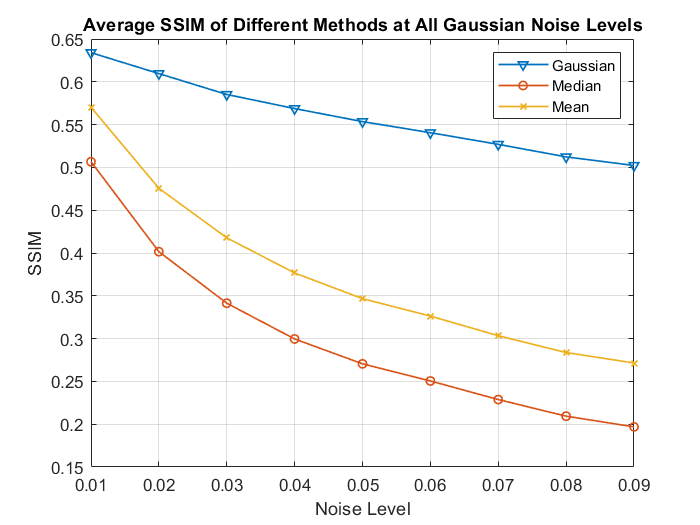 Average SSIM of Different Methods at All Gaussian Noise Levels
0.65
0.6
0.55
0.5
0.45
0.4
0.35
0.3
0.25
0.2
0.15
SSIM
Gaussian
Median
Mean
0.01 0.02 0.03 0.04 0.05 0.06 0.07 0.08 0.09
Noise Level